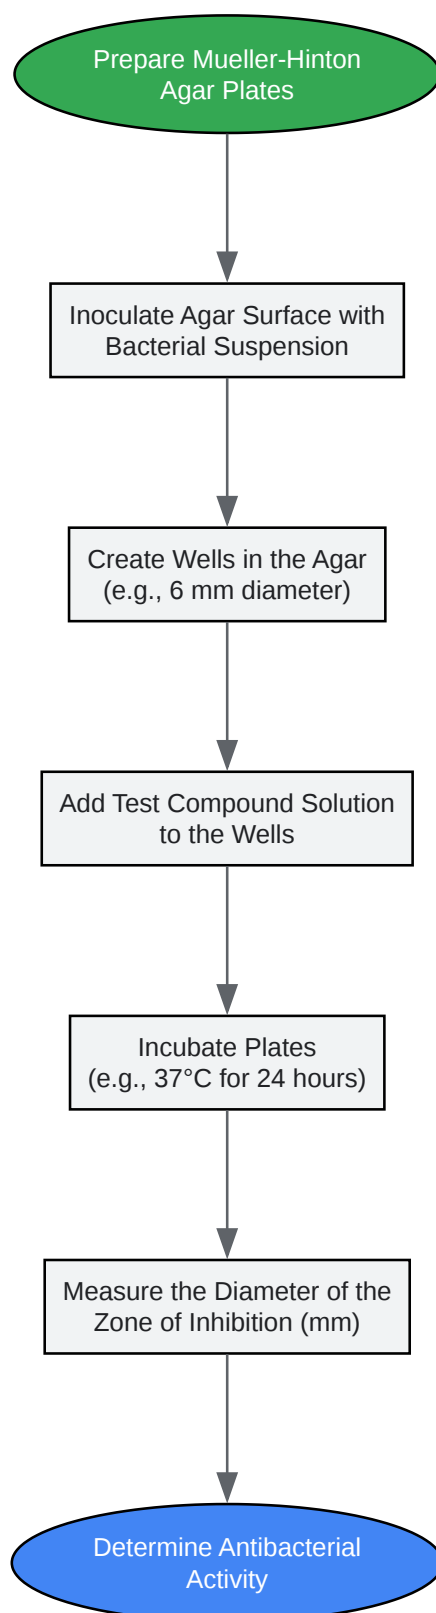 Prepare Mueller-Hinton
Agar Plates
Inoculate Agar Surface with
Bacterial Suspension
Create Wells in the Agar
(e.g., 6 mm diameter)
Add Test Compound Solution
to the Wells
Incubate Plates
(e.g., 37°C for 24 hours)
Measure the Diameter of the
Zone of Inhibition (mm)
Determine Antibacterial
Activity